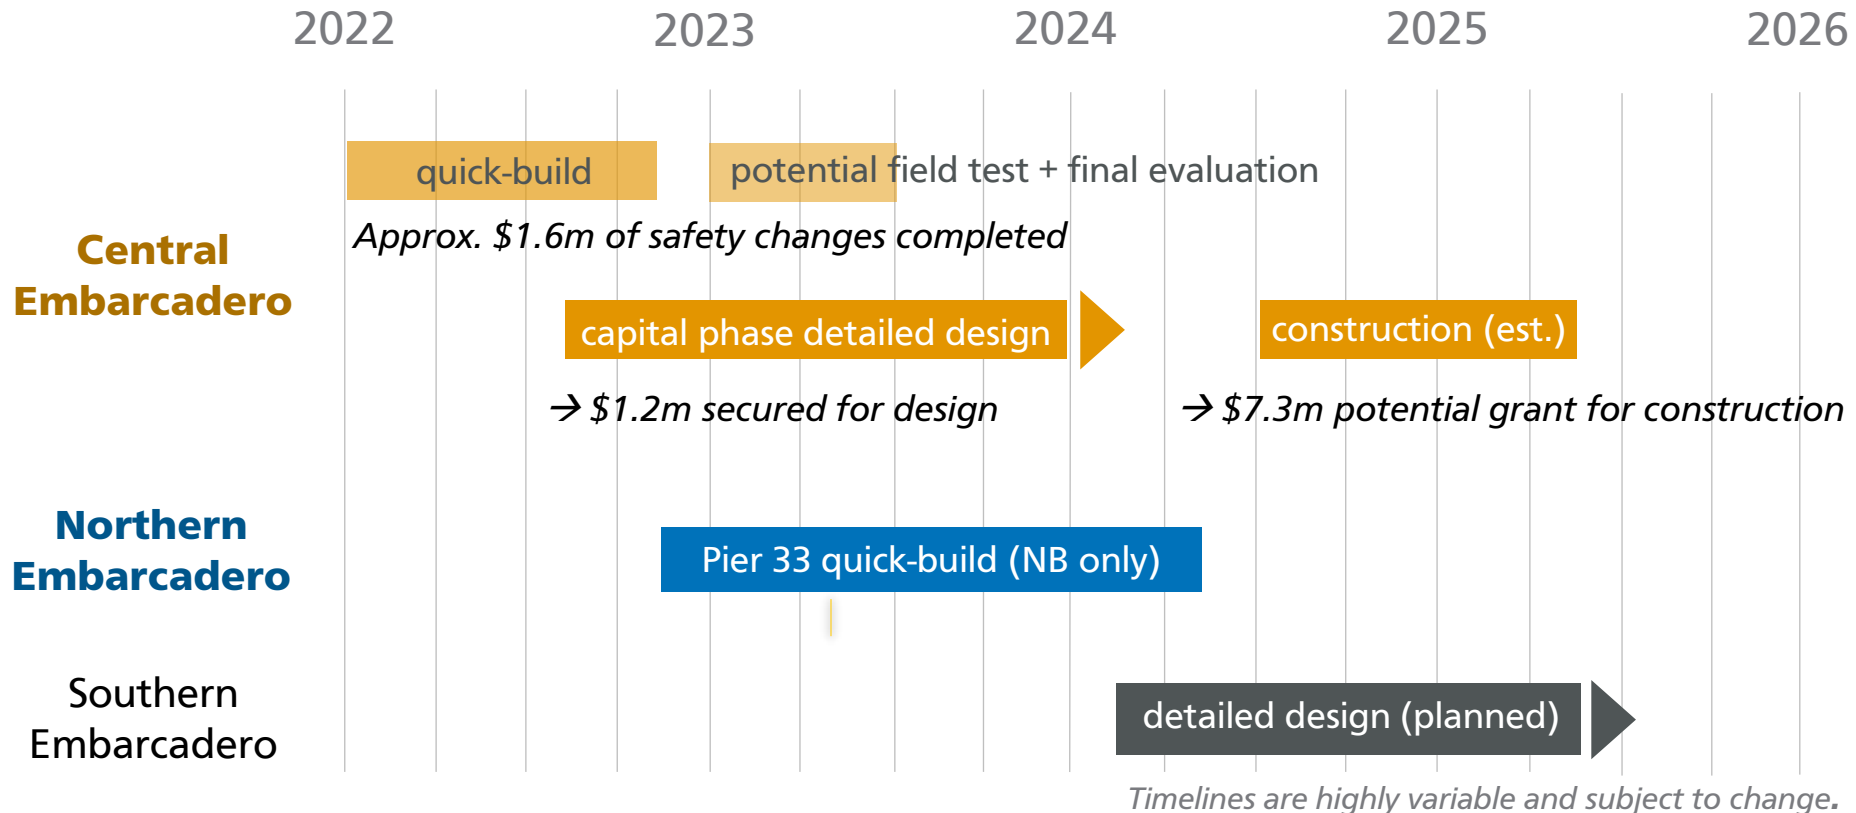 2022 2023 2024 2025 2026
quick-build
potential field test + final evaluation
Approx. $1.6m of safety changes completed
Central
Embarcadero
capital phase detailed design
construction (est.)
→ $1.2m secured for design
→ $7.3m potential grant for construction
Northern
Embarcadero
Pier 33 quick-build (NB only)
Southern
Embarcadero
detailed design (planned)
Timelines are highly variable and subject to change.